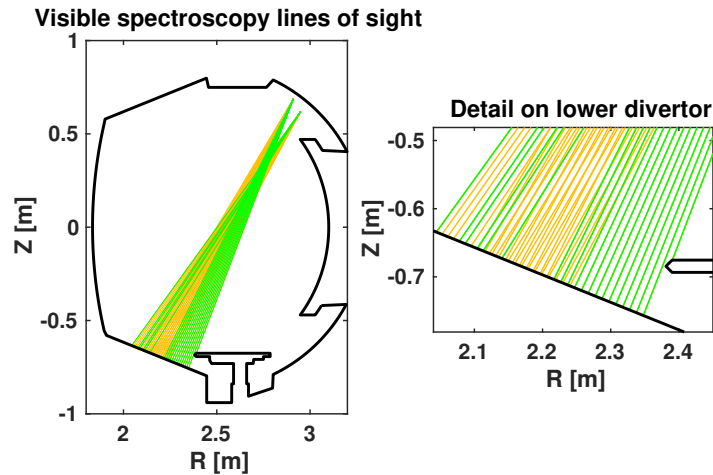 Visible spectroscopy lines of sight
1
0.5
0
-0.5
-1
Z [m]
2
2.5
3
R [m]
Detail on lower divertor
-0.5
-0.6
-0.7
Z [m]
2.1
2.2
2.3
2.4
R [m]